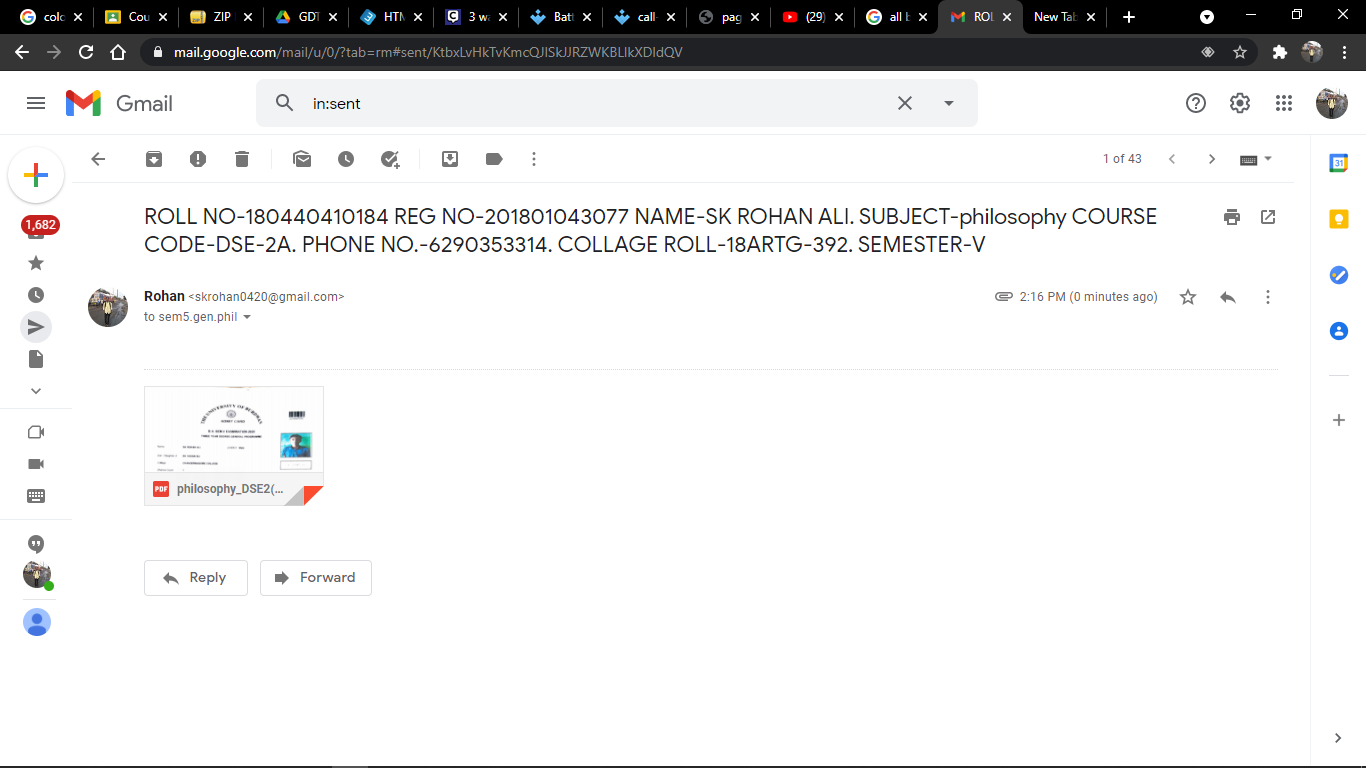 colo
Cou
ZIP
GDT
HTM
3 wa
Batt
call-
pag
(29)
all b
ROL
New Tab
mail.google.com/mail/u/0/?tab=rm#sent/KtbxLvHkTvKmcQJlSkJJRZWKBLlkXDldQV
Gmail
in:sent
1 of 43
31
1,682
ROLL NO-180440410184 REG NO-201801043077 NAME-SK ROHAN ALI. SUBJECT-philosophy COURSE
CODE-DSE-2A. PHONE NO.-6290353314. COLLAGE ROLL-18ARTG-392. SEMESTER-V
Rohan <skrohan0420@gmail.com>
2:16 PM (0 minutes ago)
to sem5.gen.phil
THE UNIVERSITY OF BURDWAN
PDF philosophy_DSE2(...
Reply
Forward